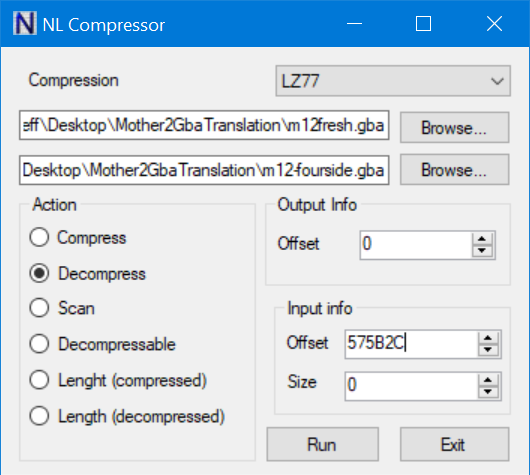 NL Compressor
Compression
LZ77
eff\Desktop\Mother2GbaTranslation\m12fresh.gba
Browse...
Desktop\Mother2GbaTranslation\m12-fourside.gba
Browse...
Action
Compress
Decompress
Scan
Decompressable
Lenght (compressed)
Length (decompressed)
Output Info
Offset
0
Input info
Offset
575B2C
Size
0
Run
Exit